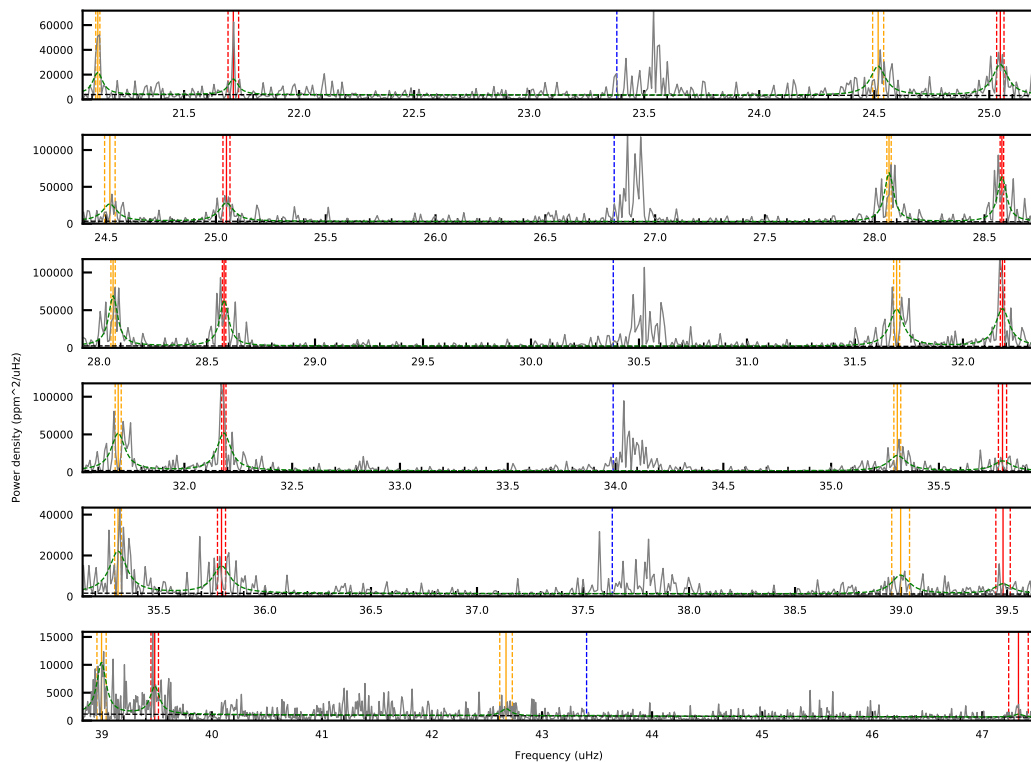 60000
40000
20000
0
21.5 22.0 22.5 23.0 23.5 24.0 24.5 25.0
100000
50000
0
24.5 25.0 25.5 26.0 26.5 27.0 27.5 28.0 28.5
100000
50000
0
28.0 28.5 29.0 29.5 30.0 30.5 31.0 31.5 32.0
Power density (ppm^2/uHz)
100000
50000
0
32.0 32.5 33.0 33.5 34.0 34.5 35.0 35.5
40000
20000
0
35.5 36.0 36.5 37.0 37.5 38.0 38.5 39.0 39.5
15000
10000
5000
0
39 40 41 42 43 44 45 46 47
Frequency (uHz)